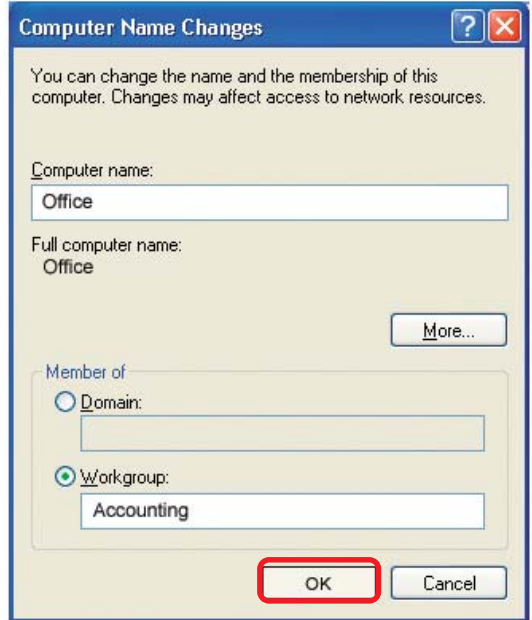 Computer Name Changes
You can change the name and the membership of this
computer. Changes may affect access to network resources.
Computer name:
Office
Full computer name:
Office
More...
Member of
Domain:
Workgroup:
Accounting
OK Cancel